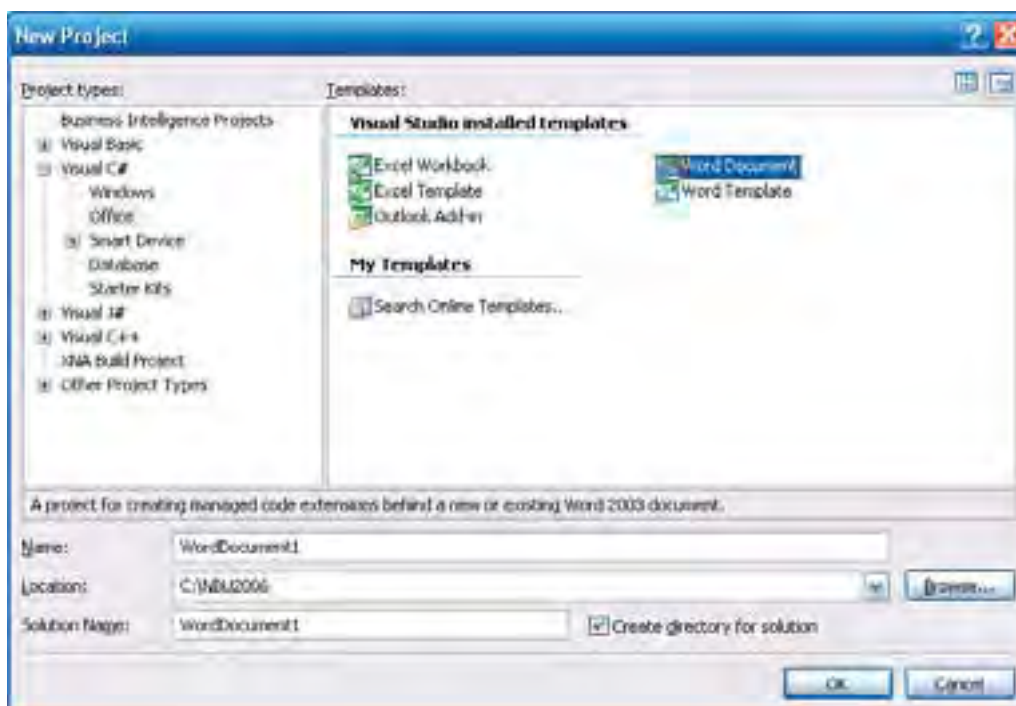 New Project
Project types:
Business Intelligence Projects
Visual Basic
Visual C#
Windows
Office
Smart Device
Database
Starter Kits
Visual J#
Visual C++
XNA Build Project
Other Project Types
Templates:
Visual Studio installed templates
Excel Workbook
Word Document
Excel Template
Word Template
Outlook Add-in
My Templates
Search Online Templates...
A project for creating managed code extensions behind a new or existing Word 2003 document.
Name:
WordDocument1
Location:
C:\NBU2006
Browse...
Solution Name:
WordDocument1
Create directory for solution
OK
Cancel